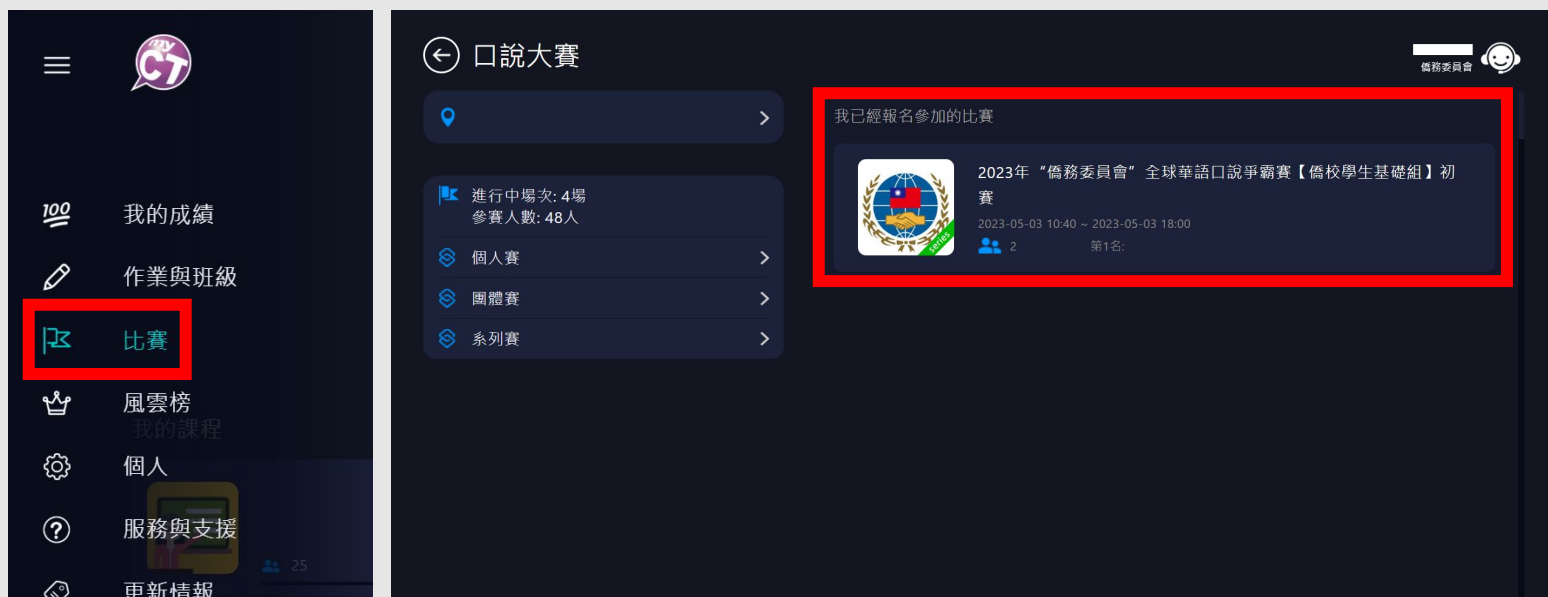 my
CT
100
我的成績
作業與班級
比賽
風雲榜
我的課程
個人
服務與支援
25
更新情報
口說大賽
僑務委員會
進行中場次: 4場
參賽人數: 48人
個人賽
團體賽
系列賽
我已經報名參加的比賽
2023年“僑務委員會”全球華語口說爭霸賽【僑校學生基礎組】初
賽
2023-05-03 10:40 ~ 2023-05-03 18:00
2 第1名:
series